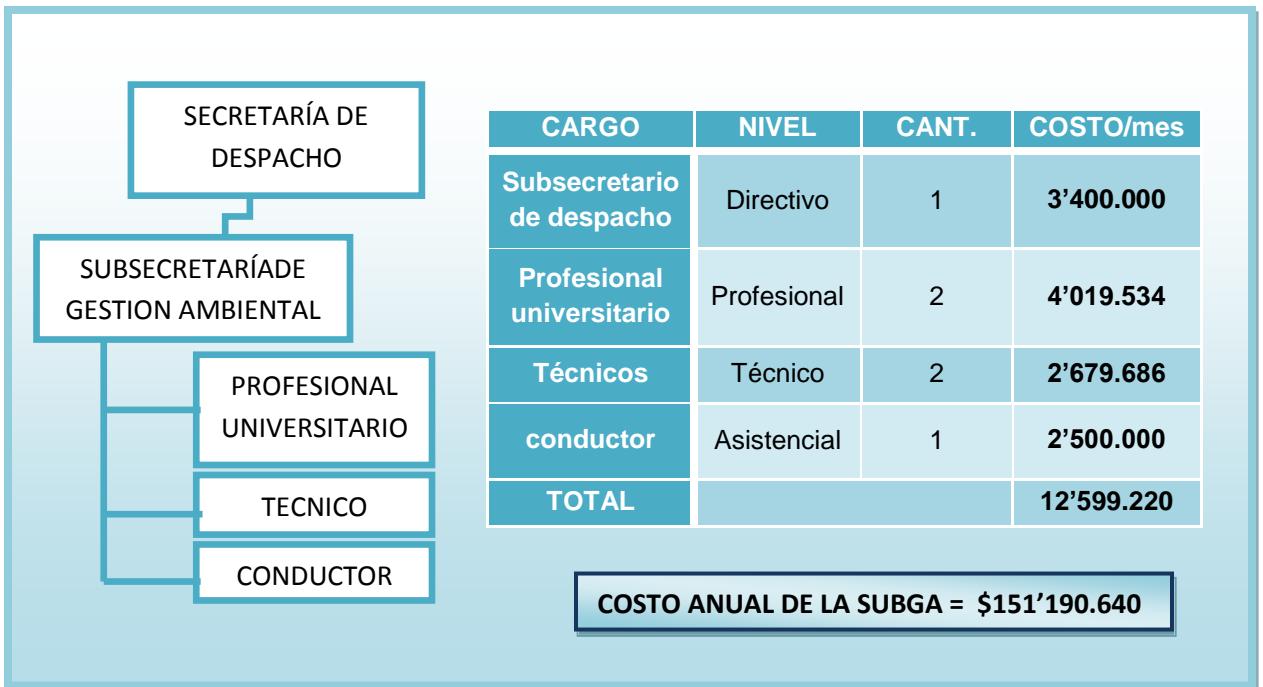 SECRETARÍA DE
DESPACHO
SUBSECRETARÍADE
GESTION AMBIENTAL
PROFESIONAL
UNIVERSITARIO
TECNICO
CONDUCTOR
CARGO NIVEL CANT. COSTO/mes
Subsecretario
de despacho Directivo 1 3’400.000
Profesional
universitario Profesional 2 4’019.534
Técnicos Técnico 2 2’679.686
conductor Asistencial 1 2’500.000
TOTAL 12’599.220
COSTO ANUAL DE LA SUBGA = $151’190.640